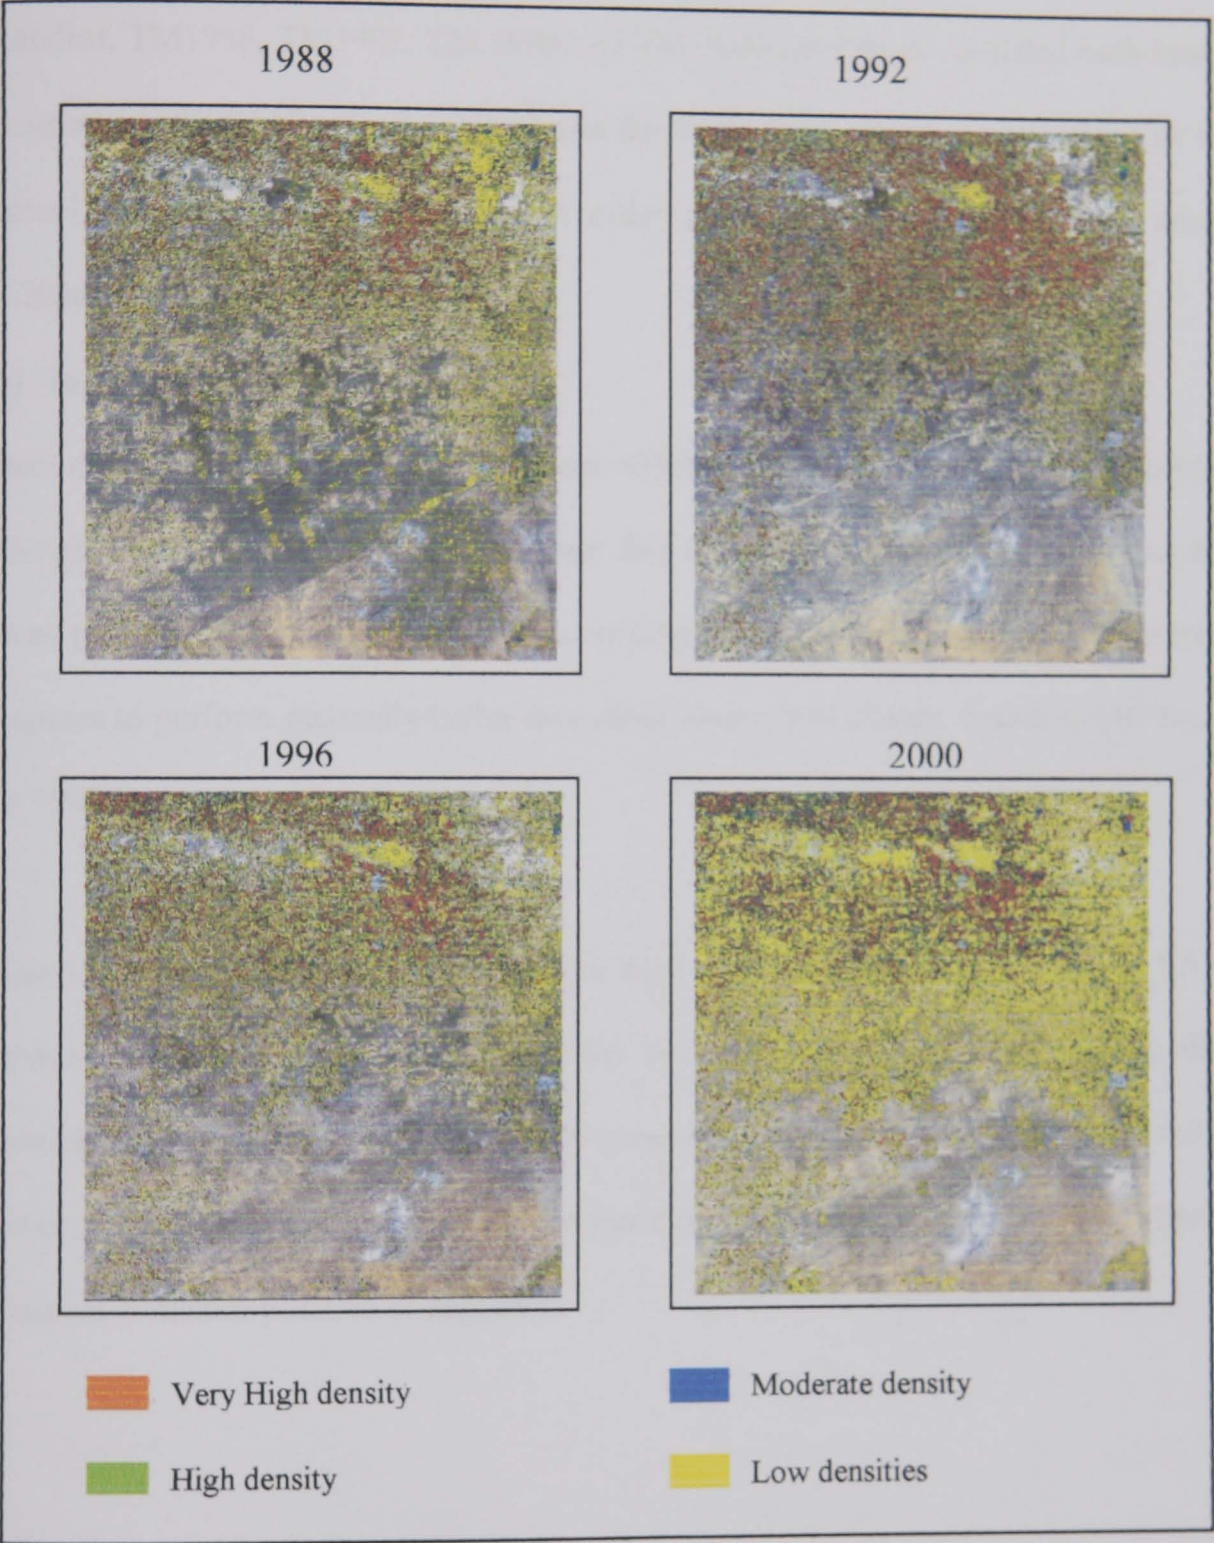 1988
1992
1996
2000
Very High density
Moderate density
High density
Low densities